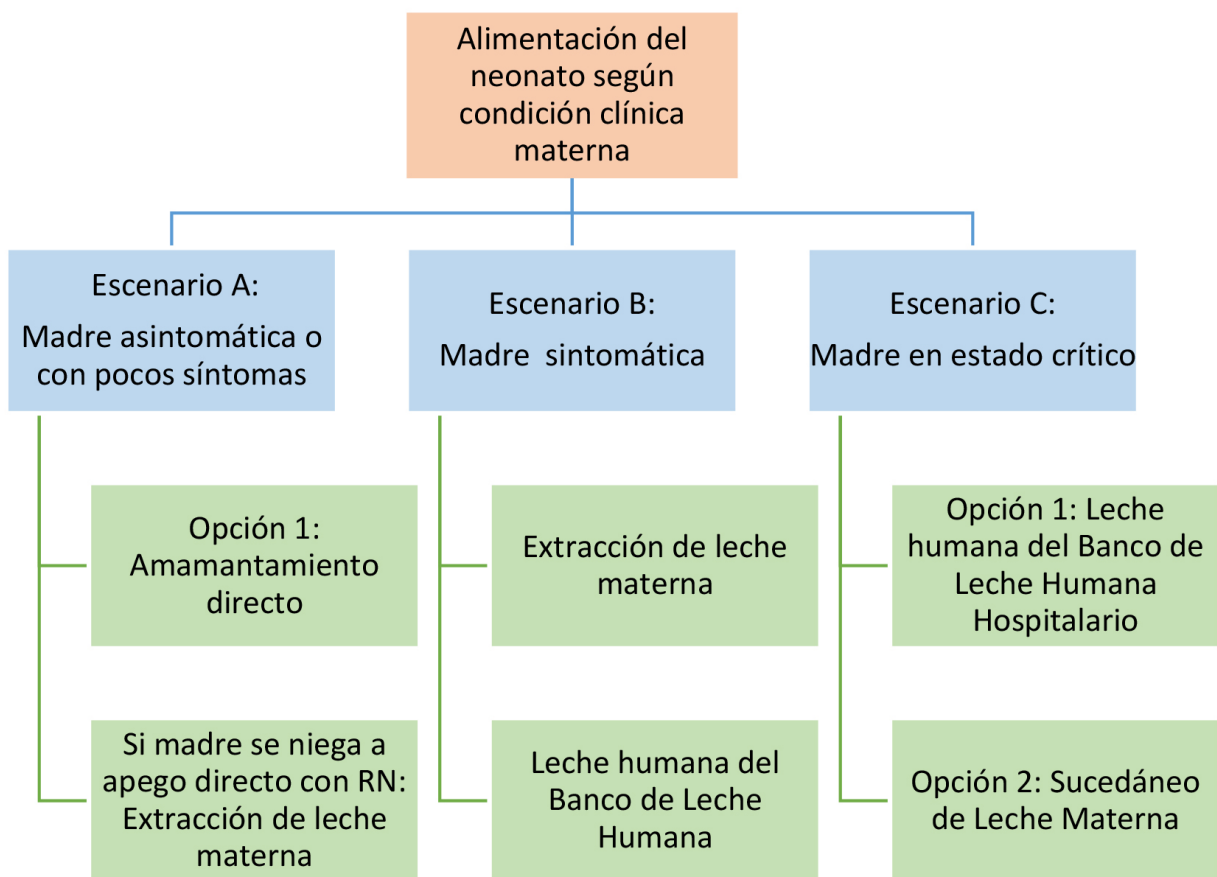 Alimentación del
neonato según
condición clínica
materna
Escenario A:
Madre asintomática o
con pocos síntomas
Escenario B:
Madre sintomática
Escenario C:
Madre en estado crítico
Opción 1:
Amamantamiento
directo
Extracción de leche
materna
Opción 1: Leche
humana del Banco de
Leche Humana
Hospitalario
Si madre se niega a
apego directo con RN:
Extracción de leche
materna
Leche humana del
Banco de Leche
Humana
Opción 2: Sucedáneo
de Leche Materna